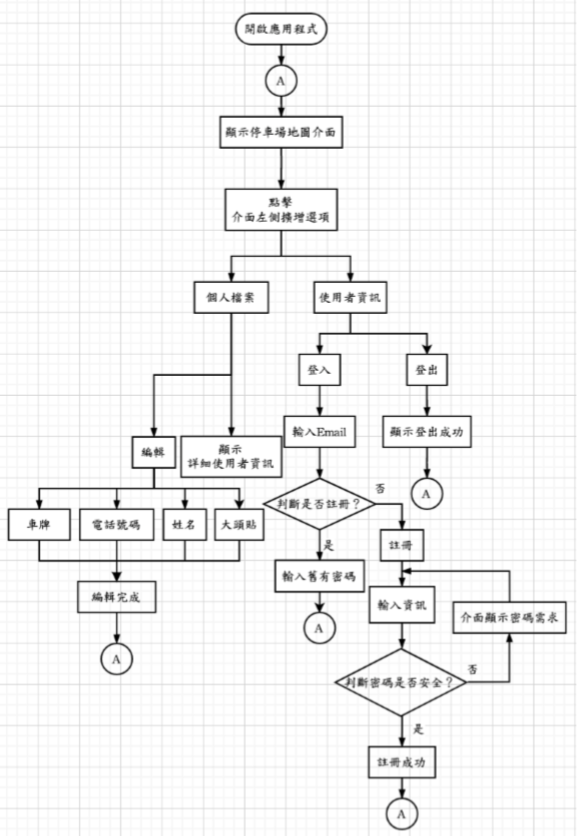 開啟應用程式
A
顯示停車場地圖介面
點擊
介面左側擴增選項
個人檔案
使用者資訊
登入
登出
編輯
顯示
詳細使用者資訊
輸入Email
顯示登出成功
判斷是否註冊？
否
A
車牌
電話號碼
姓名
大頭貼
是
註冊
輸入舊有密碼
編輯完成
輸入資訊
介面顯示密碼需求
A
A
判斷密碼是否安全？
否
是
註冊成功
A